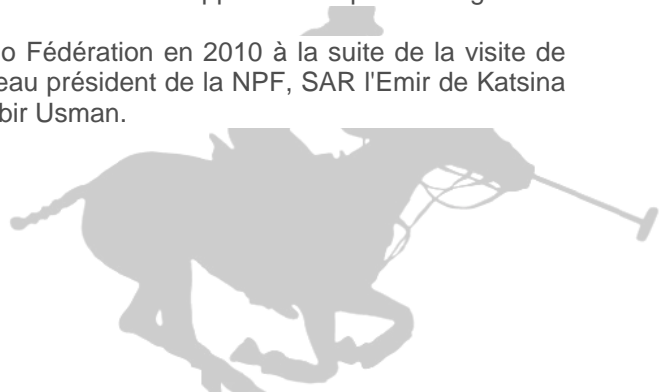 o Fédération en 2010 à la suite de la visite de
eau président de la NPF, SAR l'Emir de Katsina
bir Usman.